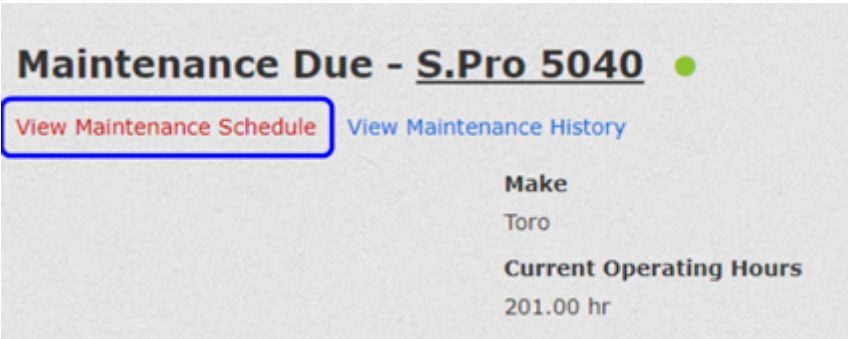 Maintenance Due - S.Pro 5040
View Maintenance Schedule View Maintenance History
Make
Toro
Current Operating Hours
201.00 hr